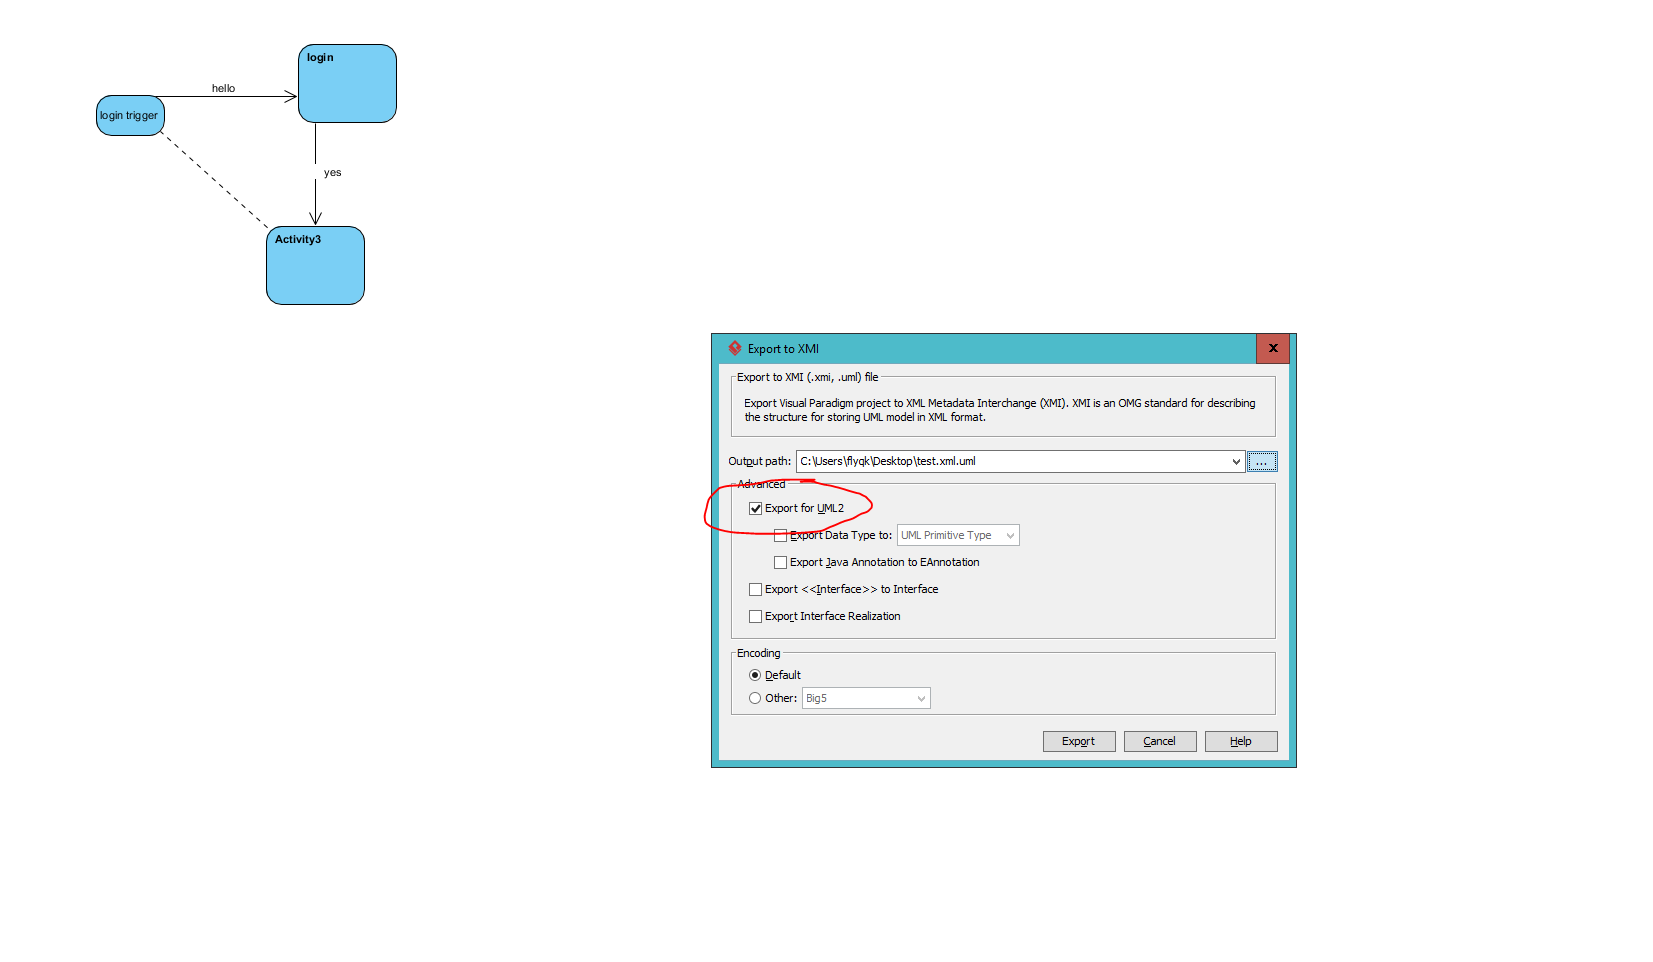 login
hello
login trigger
yes
Activity3
Export to XMI
x
Export to XMI (.xmi, .uml) file
Export Visual Paradigm project to XML Metadata Interchange (XMI). XMI is an OMG standard for describing
the structure for storing UML model in XML format.
Output path: C:\Users\flyqk\Desktop\test.xml.uml ...
Advanced
Export for UML2
Export Data Type to: UML Primitive Type
Export Java Annotation to EAnnotation
Export <<Interface>> to Interface
Export Interface Realization
Encoding
Default
Other: Big5
Export Cancel Help